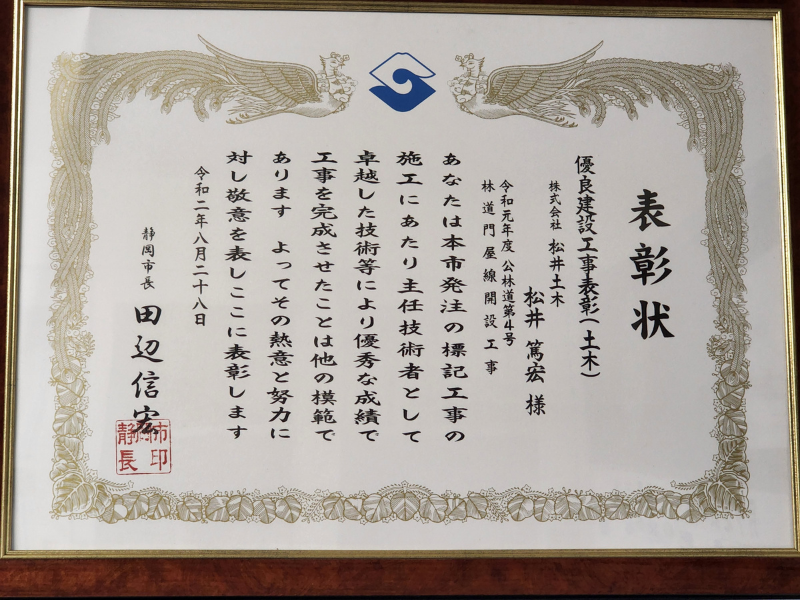 表彰状
優良建設工事表彰(土木)
株式会社 松井土木
松井 篤宏 様
令和元年度 公林道第4号
林道門屋線開設工事
あなたは本市発注の標記工事の
施工にあたり主任技術者として
卓越した技術等により優秀な成績で
工事を完成させたことは他の模範で
あります よってその熱意と努力に
対し敬意を表しここに表彰します
令和二年八月二十八日
静岡市長 田辺信宏
静岡市長印